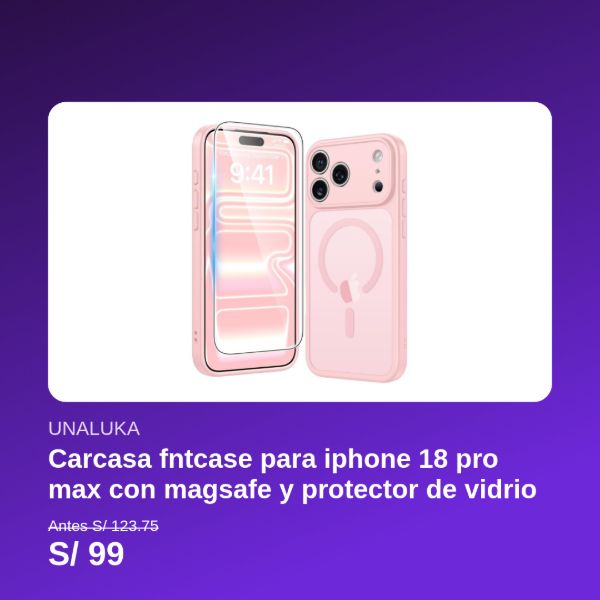 9:41
UNALUKA
Carcasa fntcase para iphone 18 pro
max con magsafe y protector de vidrio
Antes S/ 123.75
S/ 99